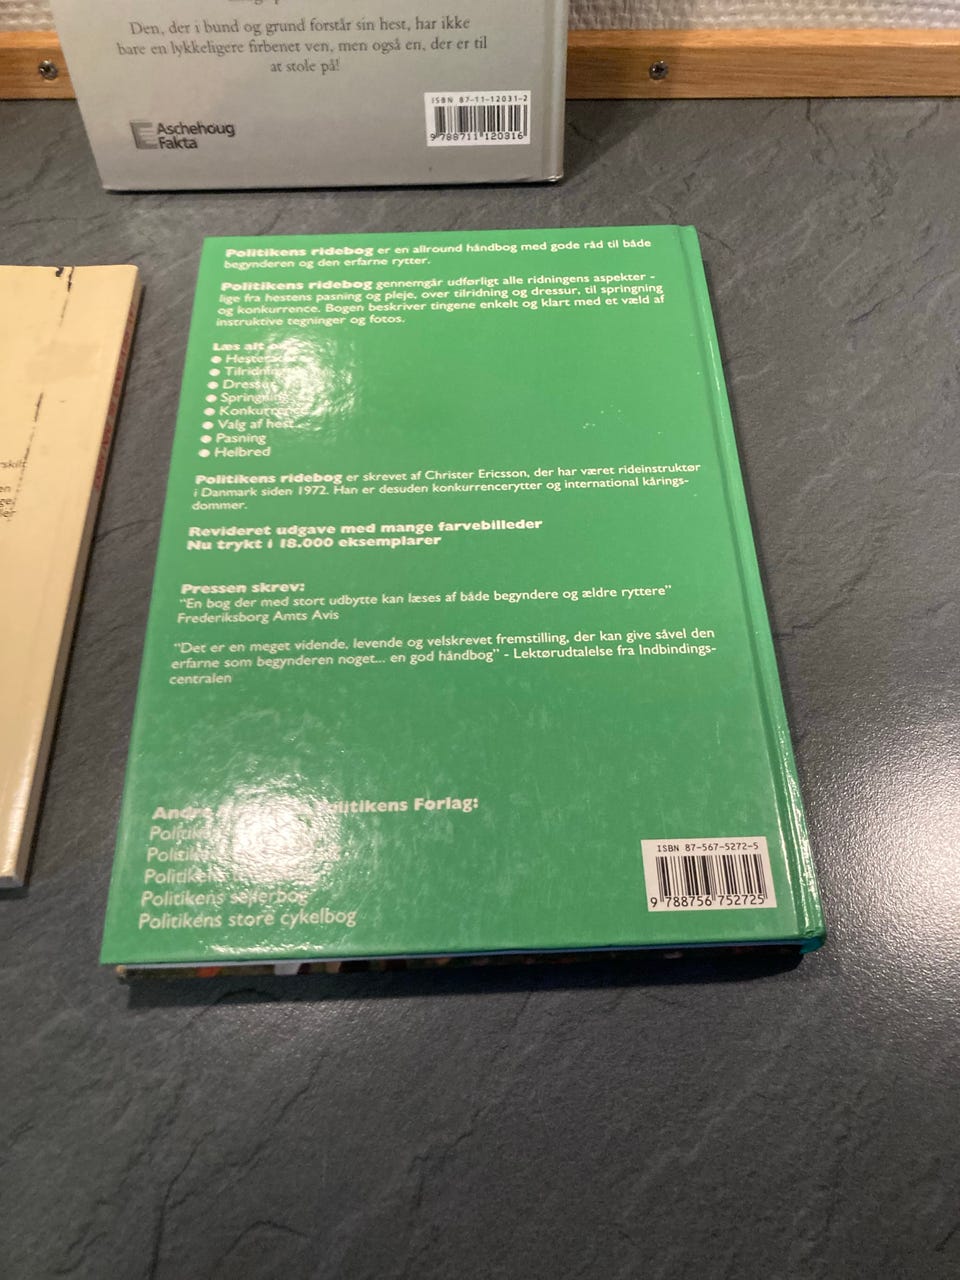 Den, der i bund og grund forstår sin hest, har ikke
bare en lykkeligere firbenet ven, men også en, der er til
at stole på!
Aschehoug
Fakta
ISBN 87-11-12031-2
9 788711 120316
Politikens ridebog er en allround håndbog med gode råd til både
begynderen og den erfarne rytter.
Politikens ridebog gennemgår udførligt alle ridningens aspekter -
lige fra hestens pasning og pleje, over tilridning og dressur, til springning
og konkurrence. Bogen beskriver tingene enkelt og klart med et væld af
instruktive tegninger og fotos.
Læs alt
● Tilridning
● Dressur
● Springning
● Konkurrence
● Valg af hest
● Pasning
● Helbred
Politikens ridebog er skrevet af Christer Ericsson, der har været rideinstruktør
i Danmark siden 1972. Han er desuden konkurrencerytter og international kårings-
dommer.
Revideret udgave med mange farvebilleder
Nu trykt i 18.000 eksemplarer
Pressen skrev:
"En bog der med stort udbytte kan læses af både begyndere og ældre ryttere"
Frederiksborg Amts Avis
"Det er en meget vidende, levende og velskrevet fremstilling, der kan give såvel den
erfarne som begynderen noget... en god håndbog" - Lektørudtalelse fra Indbindings-
centralen
Politikens Forlag:
Politikens
Politikens sejlerbog
Politikens store cykelbog
ISBN 87-567-5272-5
9 788756 752725